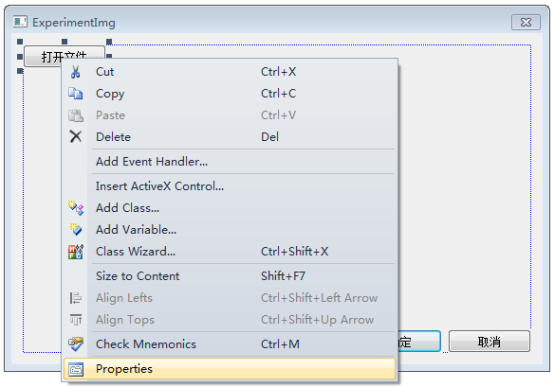 ExperimentImg
打开文件
Cut Ctrl+X
Copy Ctrl+C
Paste Ctrl+V
Delete Del
Add Event Handler...
Insert ActiveX Control...
Add Class...
Add Variable...
Class Wizard... Ctrl+Shift+X
Size to Content Shift+F7
Align Lefts Ctrl+Shift+Left Arrow
Align Tops Ctrl+Shift+Up Arrow
Check Mnemonics Ctrl+M
定 取消
Properties